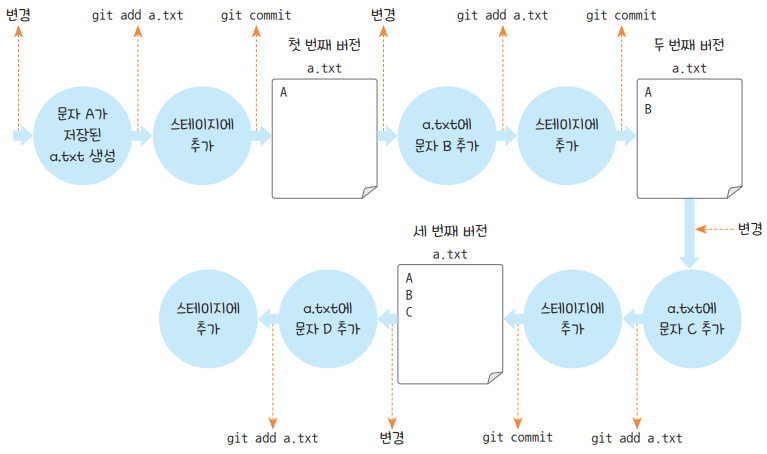 변경
git add a.txt
git commit
변경
git add a.txt
git commit
첫 번째 버전
a.txt
두 번째 버전
a.txt
문자 A가
저장된
a.txt 생성
스테이지에
추가
A
a.txt에
문자 B 추가
스테이지에
추가
A
B
변경
세 번째 버전
a.txt
스테이지에
추가
a.txt에
문자 D 추가
A
B
C
스테이지에
추가
a.txt에
문자 C 추가
git add a.txt
변경
git commit
git add a.txt